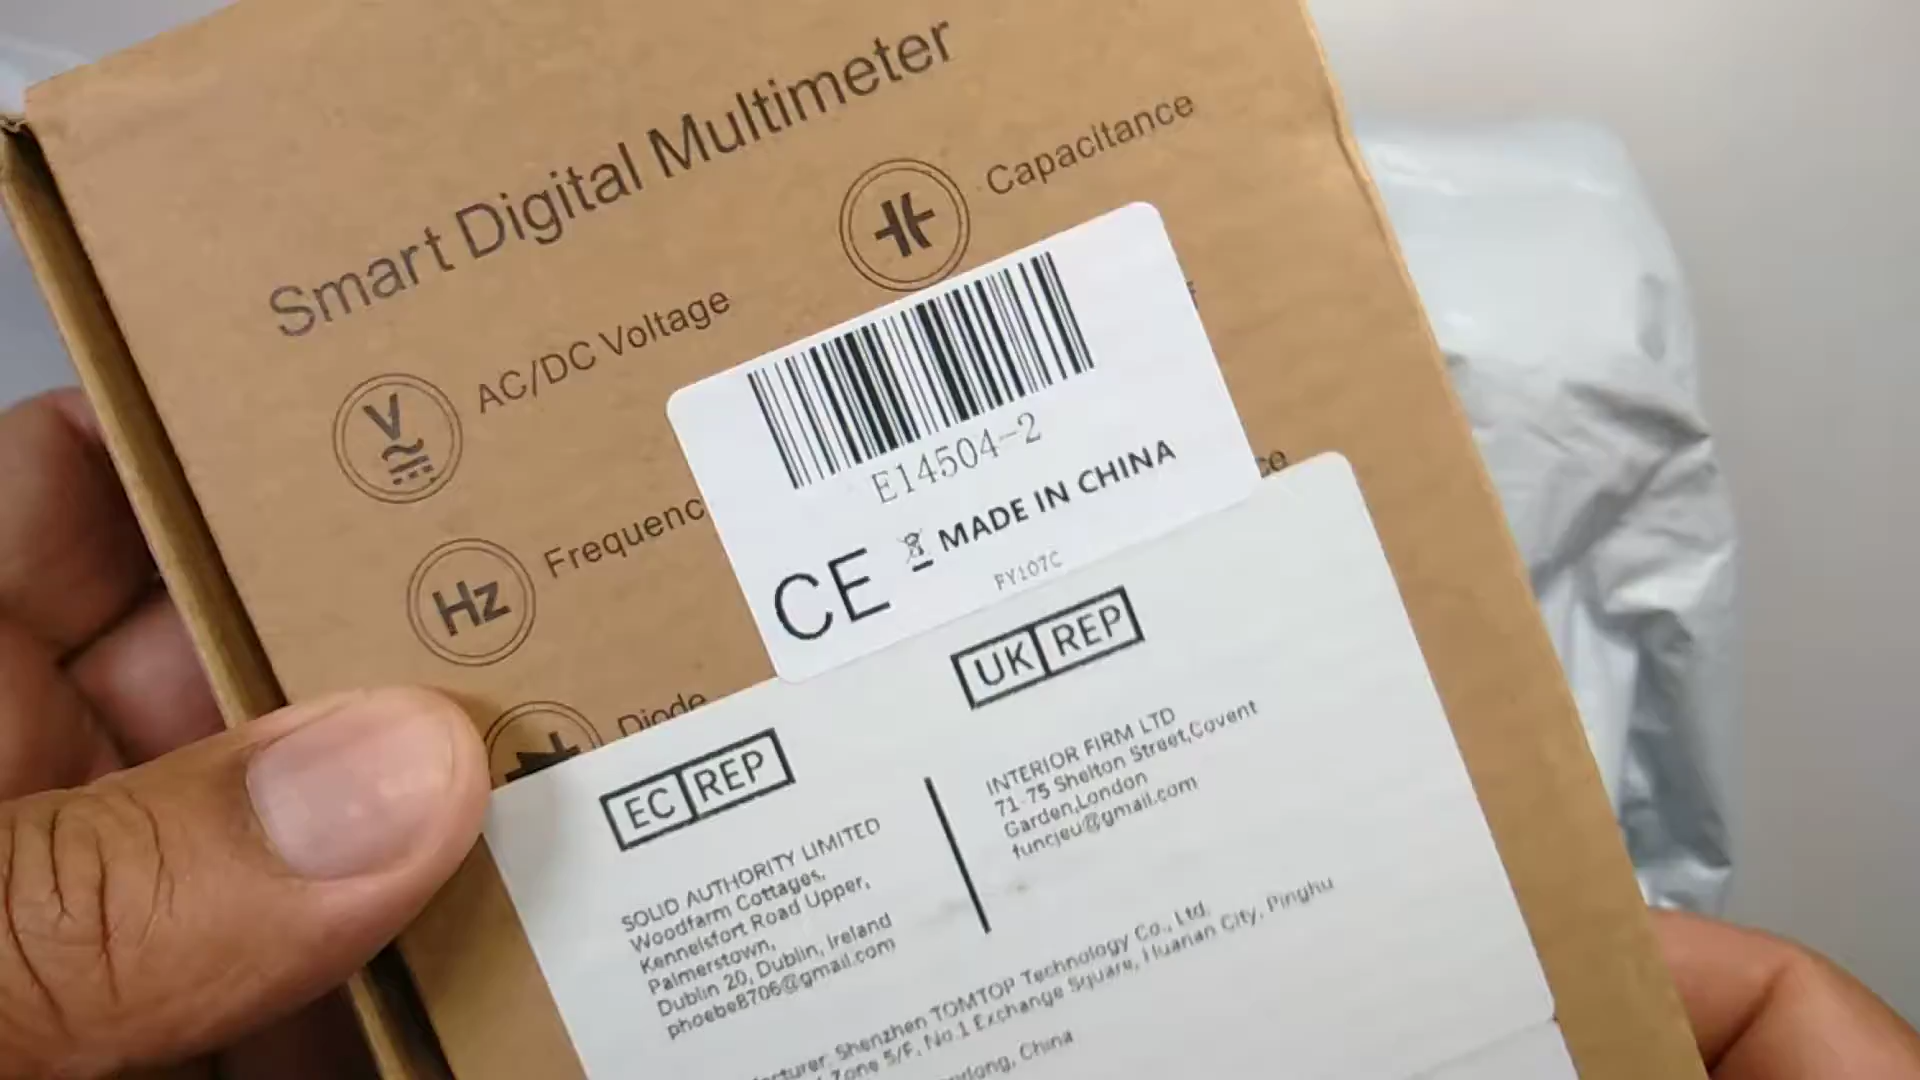 Smart Digital Multimeter
Capacitance
AC/DC Voltage
V
Hz
Frequenc
Diode
ce
E14504-2
CE MADE IN CHINA
FY107C
EC REP
SOLID AUTHORITY LIMITED
Woodfarm Cottages,
Kennelsfort Road Upper,
Palmerstown,
Dublin 20, Dublin, Ireland
phoebe8706@gmail.com
UK REP
INTERIOR FIRM LTD
71-75 Shelton Street,Covent
Garden,London
funcjeu@gmail.com
cturer: Shenzhen TOMTOP Technology Co., Ltd.
Zone 5/F, No.1 Exchange Square, Huanan City, Pinghu
gdong, China